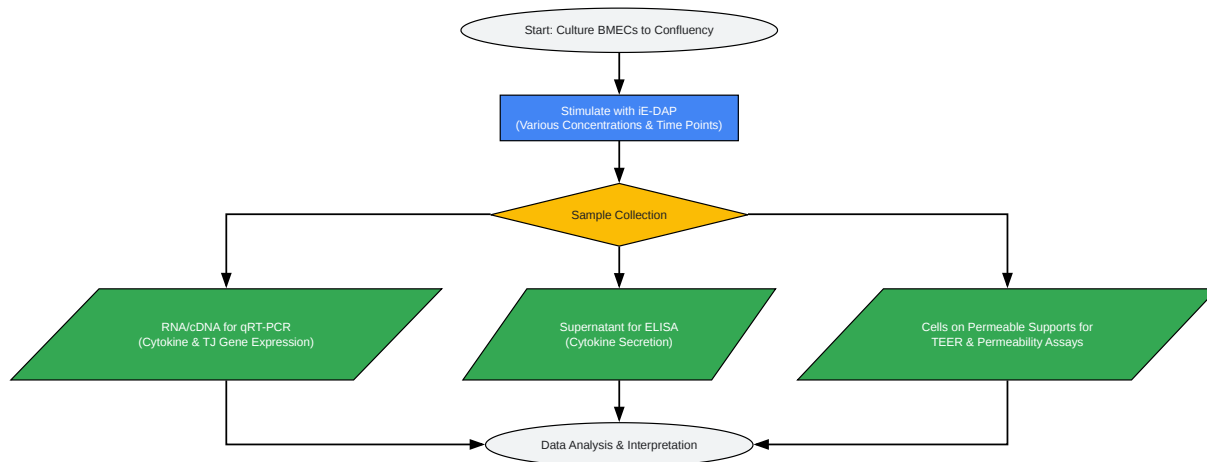 Start: Culture BMECs to Confluency
Stimulate with iE-DAP
(Various Concentrations & Time Points)
Sample Collection
RNA/cDNA for qRT-PCR
(Cytokine & TJ Gene Expression)
Supernatant for ELISA
(Cytokine Secretion)
Cells on Permeable Supports for
TEER & Permeability Assays
Data Analysis & Interpretation